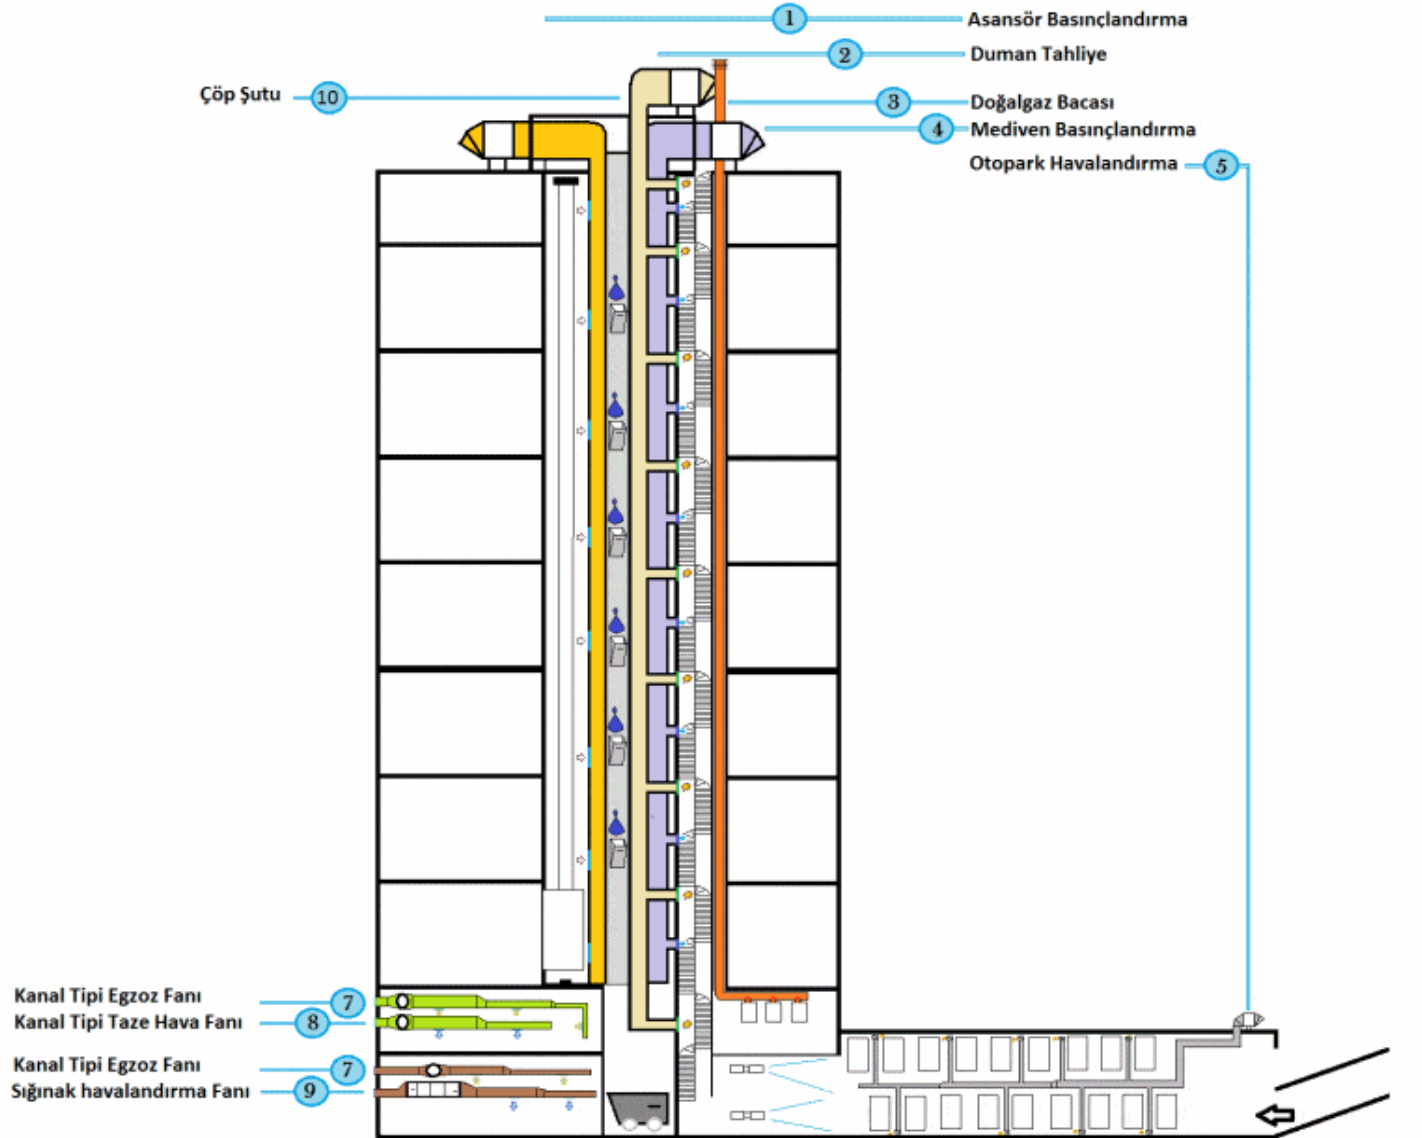 1 Asansör Basınçlandırma
2 Duman Tahliye
Çöp Şutu 10
3 Doğalgaz Bacası
4 Mediven Basınçlandırma
Otopark Havalandırma 5
Kanal Tipi Egzoz Fanı 7
Kanal Tipi Taze Hava Fanı 8
Kanal Tipi Egzoz Fanı 7
Sığınak havalandırma Fanı 9